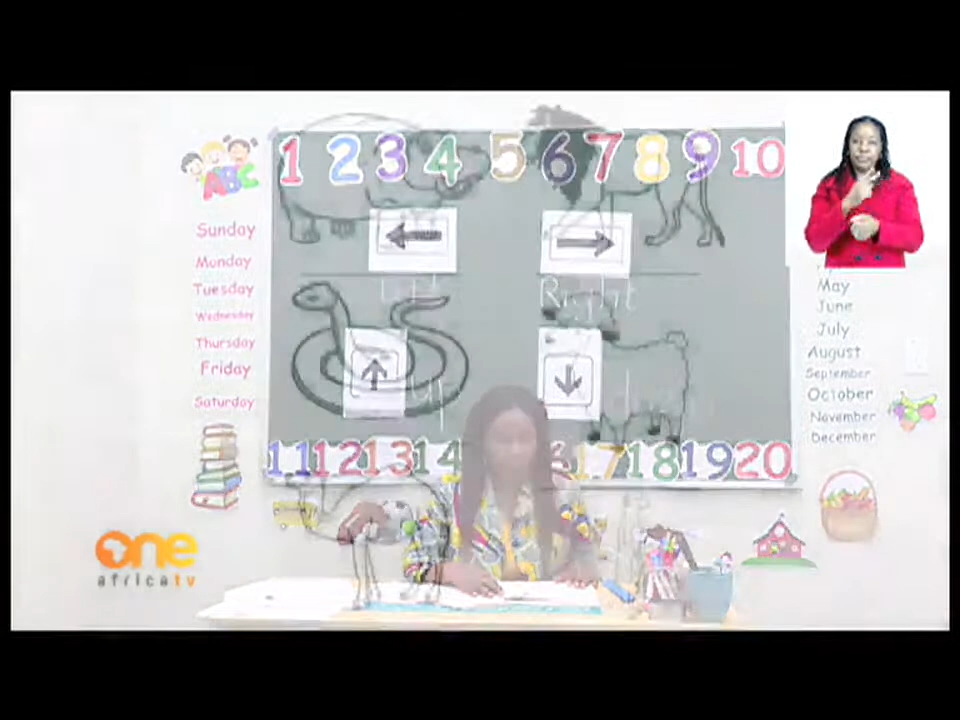 1 2 3 4 5 6 7 8 9 10
ABC
Sunday
Monday
Tuesday
Wednesday
Thursday
Friday
Saturday
Right
May
June
July
August
September
October
November
December
11 12 13 14 17 18 19 20
one
africa tv